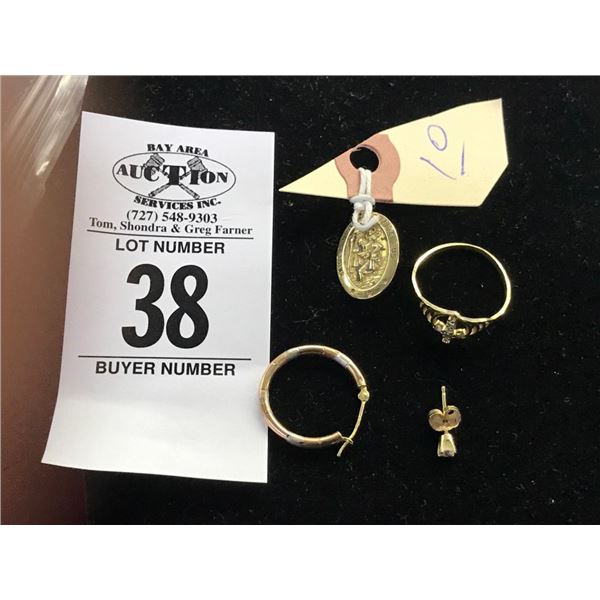 BAY AREA
AUCTION
SERVICES INC.
(727) 548-9303
Tom, Shondra & Greg Farner
LOT NUMBER
38
BUYER NUMBER
10